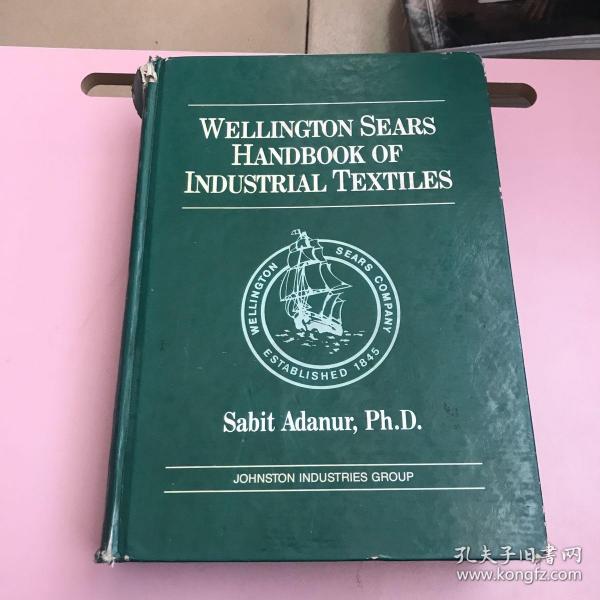 WELLINGTON SEARS
HANDBOOK OF
INDUSTRIAL TEXTILES
WELLINGTON SEARS COMPANY
ESTABLISHED 1845
Sabit Adanur, Ph.D.
JOHNSTON INDUSTRIES GROUP
孔夫子旧书网
www.kongfz.com